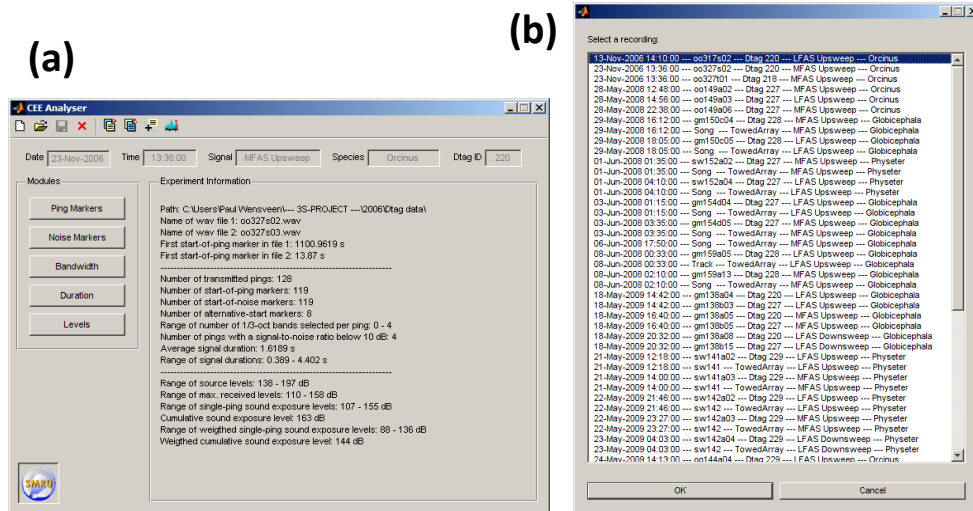 (a)
CEE Analyser
Date 23-Nov-2006 Time 13:36:00 Signal MFAS Upsweep Species Orcinus Dtag ID 220
Modules
Ping Markers
Noise Markers
Bandwidth
Duration
Levels
Experiment Information
Path: C:\Users\Paul Wensveen\--- 3S-PROJECT ---\2006\Dtag data\
Name of wav file 1: oo327s02.wav
Name of wav file 2: oo327s03.wav
First start-of-ping marker in file 1: 1100.9619 s
First start-of-ping marker in file 2: 13.87 s
Number of transmitted pings: 128
Number of start-of-ping markers: 119
Number of start-of-noise markers: 119
Number of alternative-start markers: 8
Range of number of 1/3-oct bands selected per ping: 0 - 4
Number of pings with a signal-to-noise ratio below 10 dB: 4
Average signal duration: 1.6189 s
Range of signal durations: 0.389 - 4.402 s
Range of source levels: 138 - 197 dB
Range of max. received levels: 110 - 158 dB
Range of single-ping sound exposure levels: 107 - 155 dB
Cumulative sound exposure level: 163 dB
Range of weigthed single-ping sound exposure levels: 88 - 136 dB
Weigthed cumulative sound exposure level: 144 dB
SMRU
(b)
Select a recording:
13-Nov-2006 14:10:00 --- oo317s02 --- Dtag 220 --- LFAS Upsweep --- Orcinus
23-Nov-2006 13:36:00 --- oo327s02 --- Dtag 220 --- MFAS Upsweep --- Orcinus
23-Nov-2006 13:36:00 --- oo327t01 --- Dtag 218 --- MFAS Upsweep --- Orcinus
28-May-2008 12:48:00 --- oo149a02 --- Dtag 227 --- MFAS Upsweep --- Orcinus
28-May-2008 14:56:00 --- oo149a03 --- Dtag 227 --- LFAS Upsweep --- Orcinus
28-May-2008 22:38:00 --- oo149a06 --- Dtag 227 --- MFAS Upsweep --- Orcinus
29-May-2008 16:12:00 --- gm150c04 --- Dtag 228 --- MFAS Upsweep --- Globicephala
29-May-2008 16:12:00 --- Song --- TowedArray --- MFAS Upsweep --- Globicephala
29-May-2008 18:05:00 --- gm150c05 --- Dtag 228 --- LFAS Upsweep --- Globicephala
29-May-2008 18:05:00 --- Song --- TowedArray --- LFAS Upsweep --- Globicephala
01-Jun-2008 01:35:00 --- sw152a02 --- Dtag 227 --- MFAS Upsweep --- Physeter
01-Jun-2008 01:35:00 --- Song --- TowedArray --- MFAS Upsweep --- Physeter
01-Jun-2008 04:10:00 --- sw152a04 --- Dtag 227 --- LFAS Upsweep --- Physeter
01-Jun-2008 04:10:00 --- Song --- TowedArray --- LFAS Upsweep --- Physeter
03-Jun-2008 01:15:00 --- gm154d04 --- Dtag 227 --- LFAS Upsweep --- Globicephala
03-Jun-2008 01:15:00 --- Song --- TowedArray --- LFAS Upsweep --- Globicephala
03-Jun-2008 03:35:00 --- gm154d05 --- Dtag 227 --- MFAS Upsweep --- Globicephala
03-Jun-2008 03:35:00 --- Song --- TowedArray --- MFAS Upsweep --- Globicephala
06-Jun-2008 17:50:00 --- Song --- TowedArray --- MFAS Upsweep --- Globicephala
08-Jun-2008 00:33:00 --- gm159a05 --- Dtag 228 --- LFAS Upsweep --- Globicephala
08-Jun-2008 00:33:00 --- Track --- TowedArray --- LFAS Upsweep --- Globicephala
08-Jun-2008 02:10:00 --- gm159a13 --- Dtag 228 --- MFAS Upsweep --- Globicephala
08-Jun-2008 02:10:00 --- Song --- TowedArray --- MFAS Upsweep --- Globicephala
18-May-2009 14:42:00 --- gm138a04 --- Dtag 220 --- LFAS Upsweep --- Globicephala
18-May-2009 14:42:00 --- gm138b03 --- Dtag 227 --- LFAS Upsweep --- Globicephala
18-May-2009 16:40:00 --- gm138a05 --- Dtag 220 --- MFAS Upsweep --- Globicephala
18-May-2009 16:40:00 --- gm138b05 --- Dtag 227 --- MFAS Upsweep --- Globicephala
18-May-2009 20:32:00 --- gm138a08 --- Dtag 220 --- LFAS Downsweep --- Globicephala
18-May-2009 20:32:00 --- gm138b15 --- Dtag 227 --- LFAS Downsweep --- Globicephala
21-May-2009 12:18:00 --- sw141a02 --- Dtag 229 --- LFAS Upsweep --- Physeter
21-May-2009 12:18:00 --- sw141 --- TowedArray --- LFAS Upsweep --- Physeter
21-May-2009 14:00:00 --- sw141a03 --- Dtag 229 --- MFAS Upsweep --- Physeter
21-May-2009 14:00:00 --- sw141 --- TowedArray --- MFAS Upsweep --- Physeter
22-May-2009 21:46:00 --- sw142a02 --- Dtag 229 --- LFAS Upsweep --- Physeter
22-May-2009 21:46:00 --- sw142 --- TowedArray --- LFAS Upsweep --- Physeter
22-May-2009 23:27:00 --- sw142a03 --- Dtag 229 --- MFAS Upsweep --- Physeter
22-May-2009 23:27:00 --- sw142 --- TowedArray --- MFAS Upsweep --- Physeter
23-May-2009 04:03:00 --- sw142a04 --- Dtag 229 --- LFAS Downsweep --- Physeter
23-May-2009 04:03:00 --- sw142 --- TowedArray --- LFAS Downsweep --- Physeter
24-May-2009 14:13:00 --- oo144a04 --- Dtag 229 --- LFAS Upsweep --- Orcinus
OK
Cancel